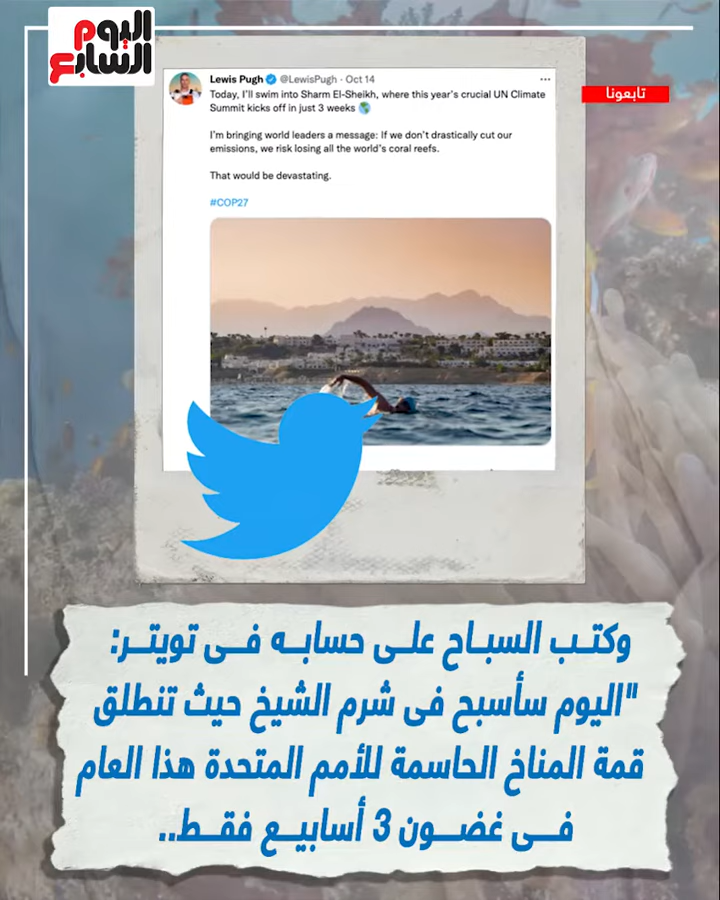 اليوم
السابع
تابعونا
Lewis Pugh @LewisPugh · Oct 14
Today, I'll swim into Sharm El-Sheikh, where this year's crucial UN Climate
Summit kicks off in just 3 weeks 🌎
I'm bringing world leaders a message: If we don't drastically cut our
emissions, we risk losing all the world's coral reefs.
That would be devastating.
#COP27
وكتب السباح على حسابه فى تويتر:
"اليوم سأسبح فى شرم الشيخ حيث تنطلق
قمة المناخ الحاسمة للأمم المتحدة هذا العام
فى غضون 3 أسابيع فقط..